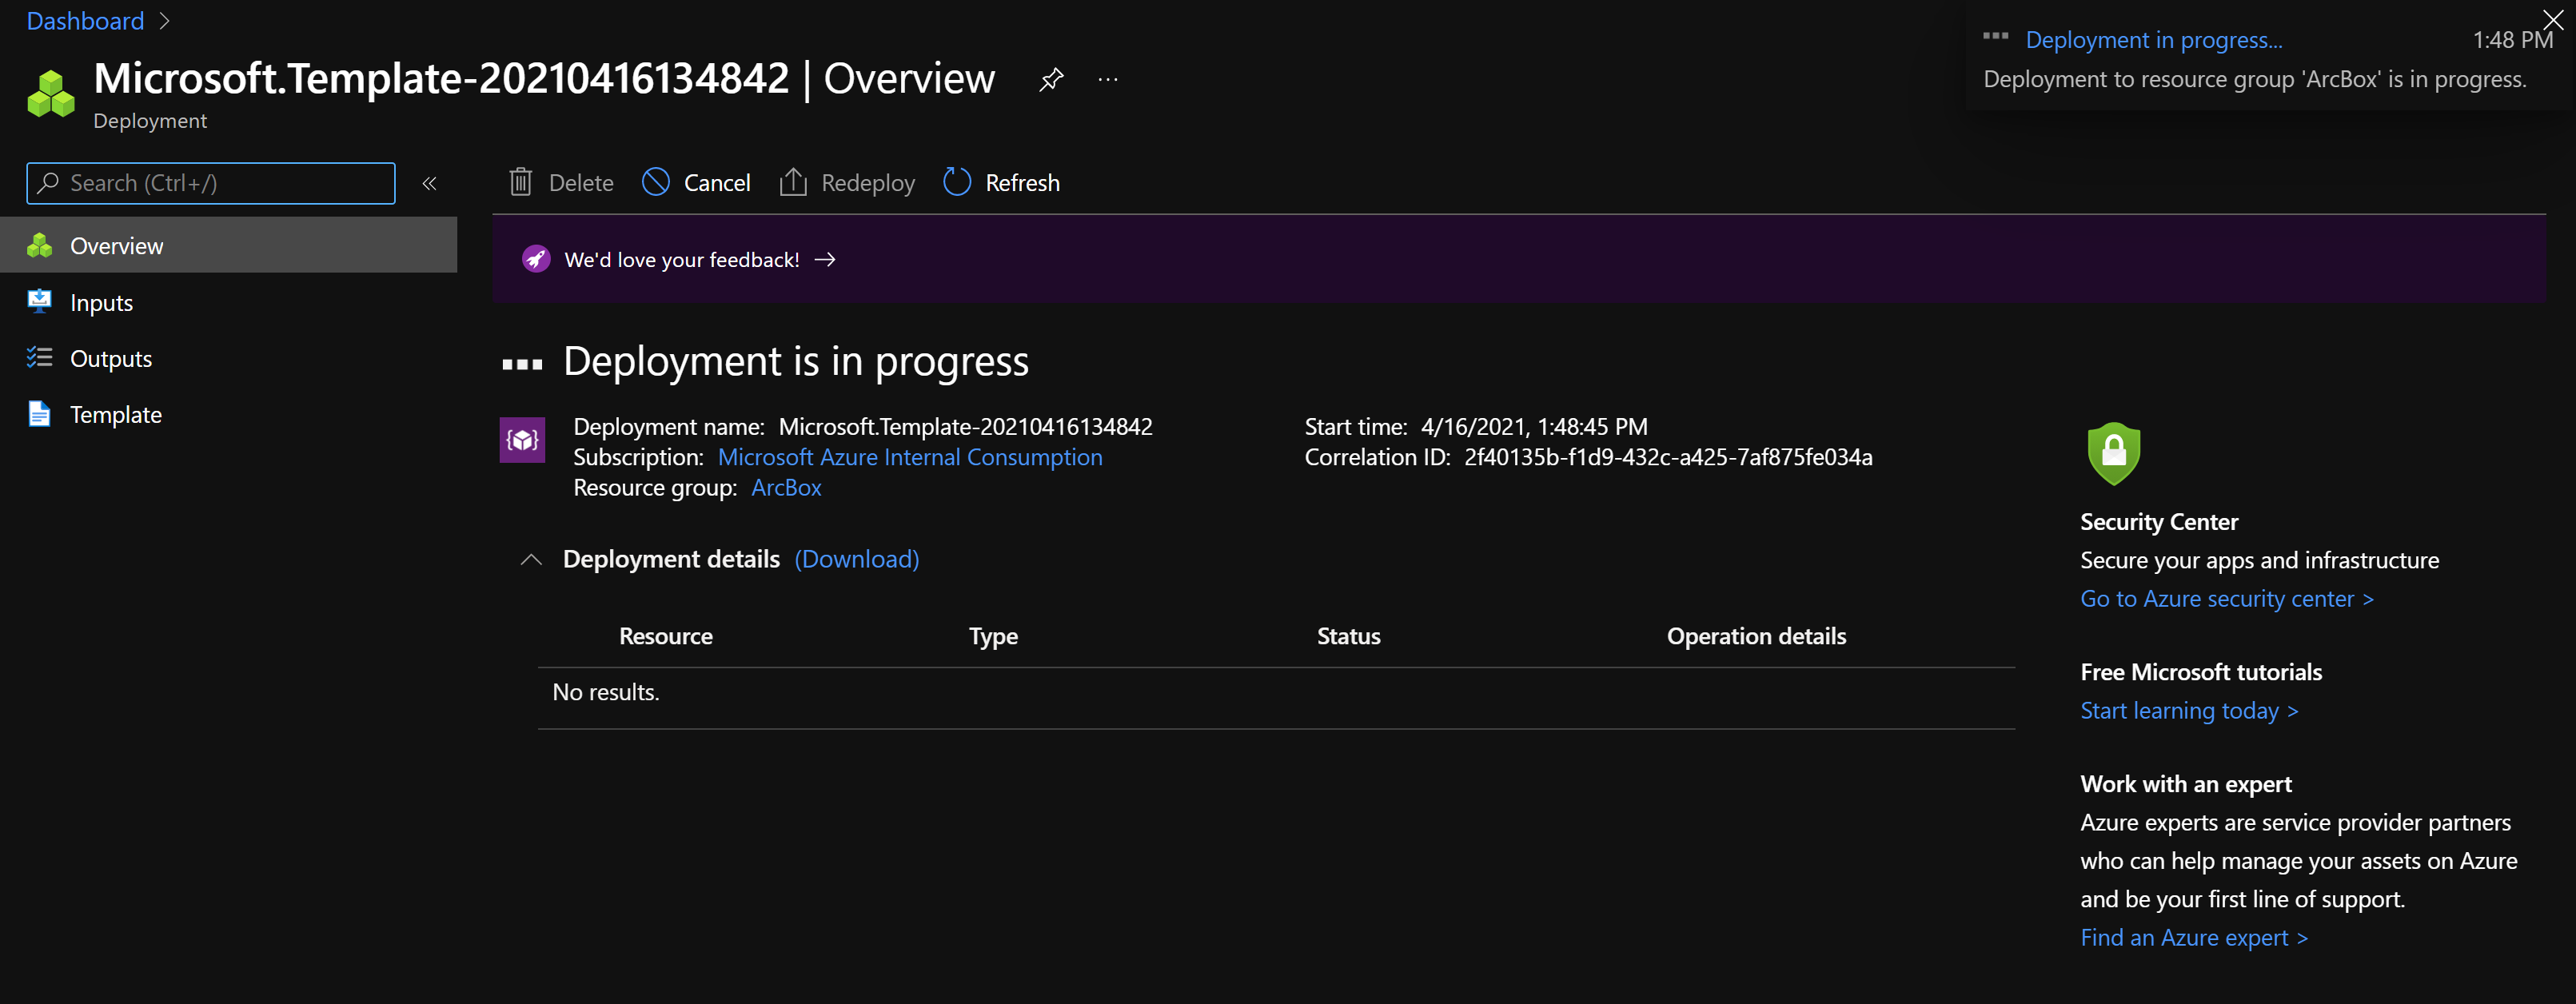 Dashboard >
Microsoft.Template-20210416134842 | Overview
Deployment
Deployment in progress...
1:48 PM
Deployment to resource group 'ArcBox' is in progress.
Search (Ctrl+/)
«
Overview
Inputs
Outputs
Template
Delete
Cancel
Redeploy
Refresh
We'd love your feedback! →
Deployment is in progress
Deployment name: Microsoft.Template-20210416134842
Subscription: Microsoft Azure Internal Consumption
Resource group: ArcBox
Start time: 4/16/2021, 1:48:45 PM
Correlation ID: 2f40135b-f1d9-432c-a425-7af875fe034a
Deployment details (Download)
Resource
Type
Status
Operation details
No results.
Security Center
Secure your apps and infrastructure
Go to Azure security center >
Free Microsoft tutorials
Start learning today >
Work with an expert
Azure experts are service provider partners
who can help manage your assets on Azure
and be your first line of support.
Find an Azure expert >